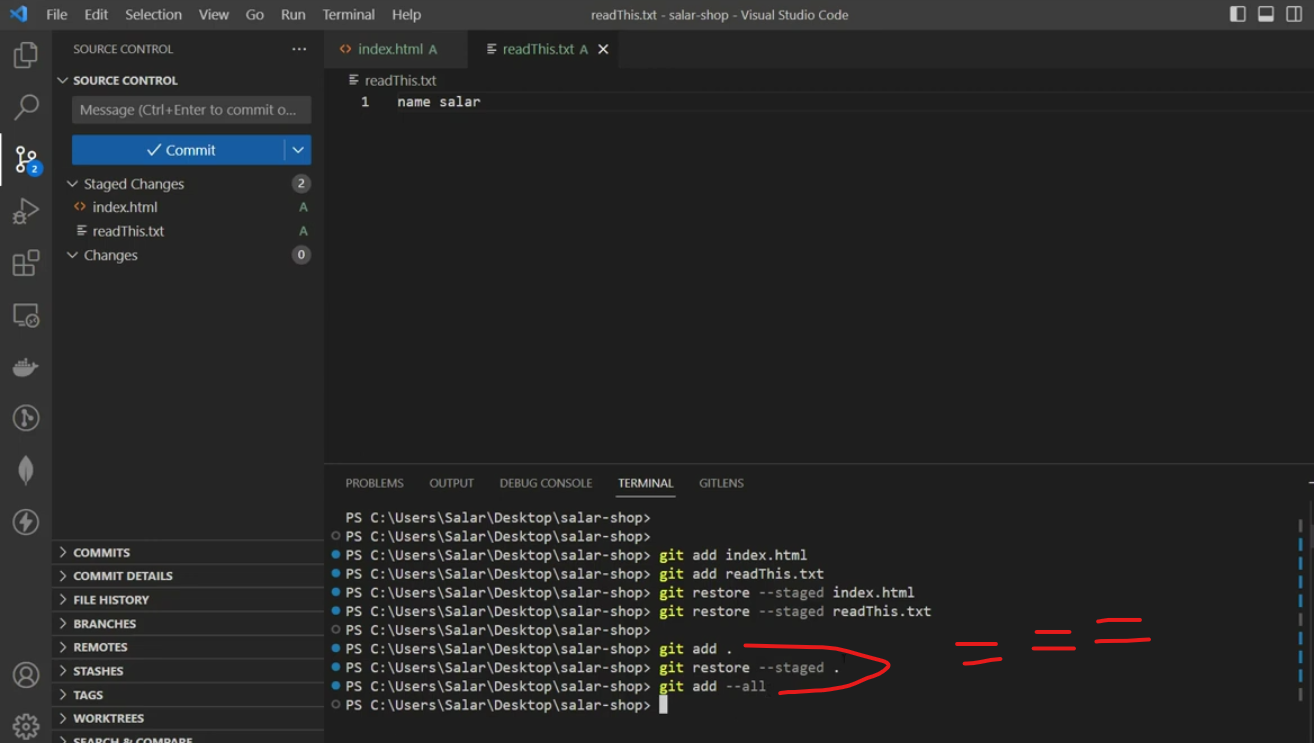 File Edit Selection View Go Run Terminal Help readThis.txt - salar-shop - Visual Studio Code
SOURCE CONTROL ...
index.html A readThis.txt A
SOURCE CONTROL
readThis.txt
Message (Ctrl+Enter to commit o...
1 name salar
Commit
2
Staged Changes 2
index.html A
readThis.txt A
Changes 0
PROBLEMS OUTPUT DEBUG CONSOLE TERMINAL GITLENS
PS C:\Users\Salar\Desktop\salar-shop>
PS C:\Users\Salar\Desktop\salar-shop>
PS C:\Users\Salar\Desktop\salar-shop> git add index.html
PS C:\Users\Salar\Desktop\salar-shop> git add readThis.txt
PS C:\Users\Salar\Desktop\salar-shop> git restore --staged index.html
PS C:\Users\Salar\Desktop\salar-shop> git restore --staged readThis.txt
PS C:\Users\Salar\Desktop\salar-shop>
PS C:\Users\Salar\Desktop\salar-shop> git add .
PS C:\Users\Salar\Desktop\salar-shop> git restore --staged .
PS C:\Users\Salar\Desktop\salar-shop> git add --all
PS C:\Users\Salar\Desktop\salar-shop>
COMMITS
COMMIT DETAILS
FILE HISTORY
BRANCHES
REMOTES
STASHES
TAGS
WORKTREES
SEARCH & COMPARE